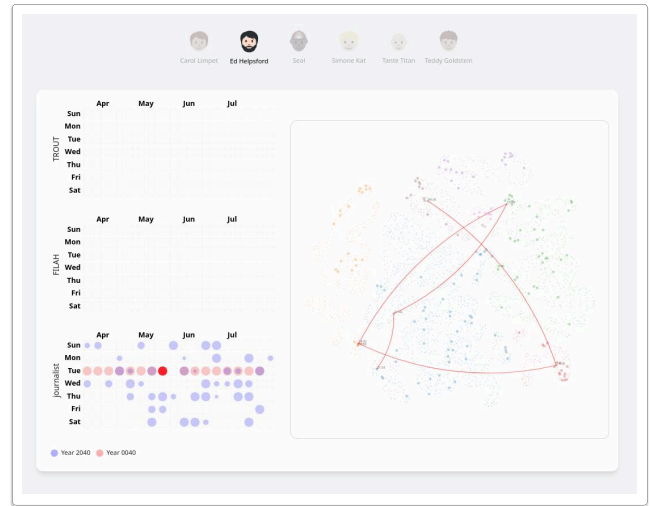 Carol Limpet Ed Helpsford Seal Simone Kat Tante Titan Teddy Goldstein
Apr May Jun Jul
TROUT
Sun
Mon
Tue
Wed
Thu
Fri
Sat
Apr May Jun Jul
FILAH
Sun
Mon
Tue
Wed
Thu
Fri
Sat
Apr May Jun Jul
journalist
Sun
Mon
Tue
Wed
Thu
Fri
Sat
Year 2040 Year 0040